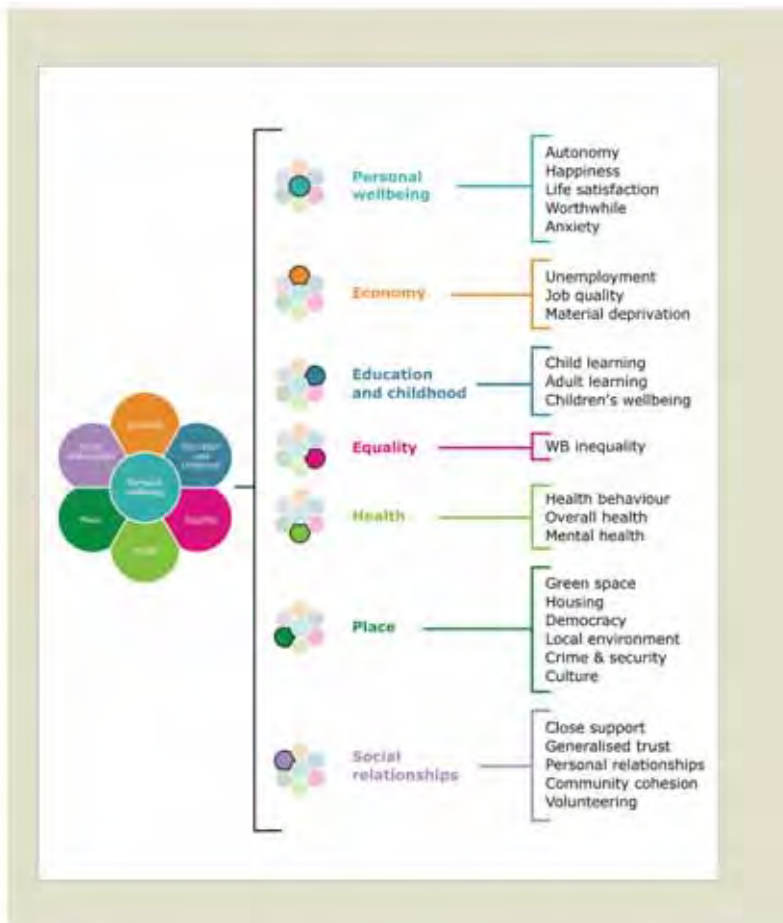 Personal
wellbeing
Autonomy
Happiness
Life satisfaction
Worthwhile
Anxiety
Economy
Unemployment
Job quality
Material deprivation
Education
and childhood
Child learning
Adult learning
Children's wellbeing
Equality
WB inequality
Health
Health behaviour
Overall health
Mental health
Place
Green space
Housing
Democracy
Local environment
Crime & security
Culture
Social
relationships
Close support
Generalised trust
Personal relationships
Community cohesion
Volunteering
Place